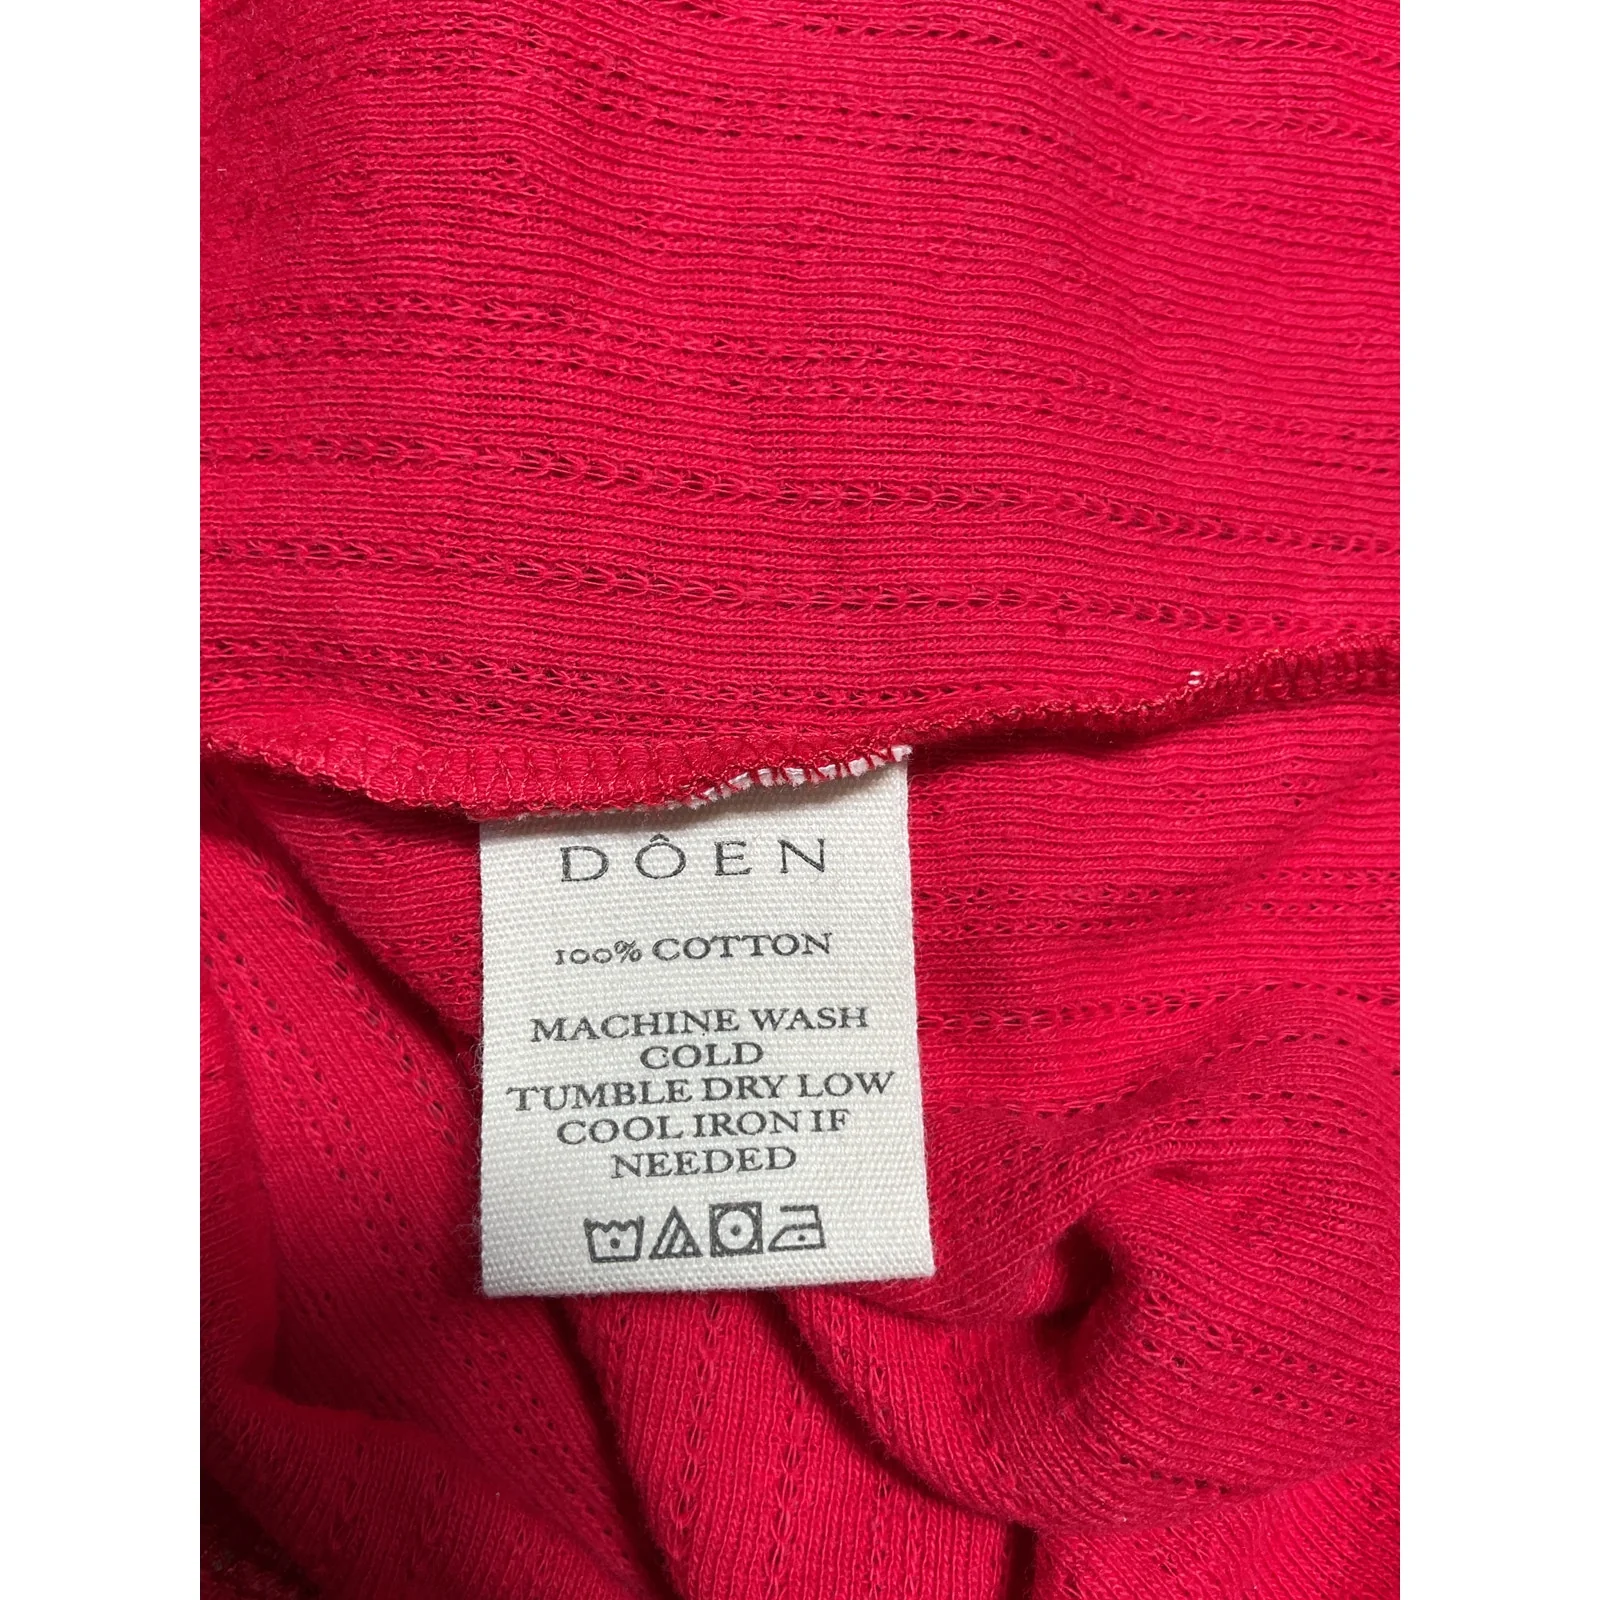 DÔEN
100% COTTON
MACHINE WASH
COLD
TUMBLE DRY LOW
COOL IRON IF
NEEDED